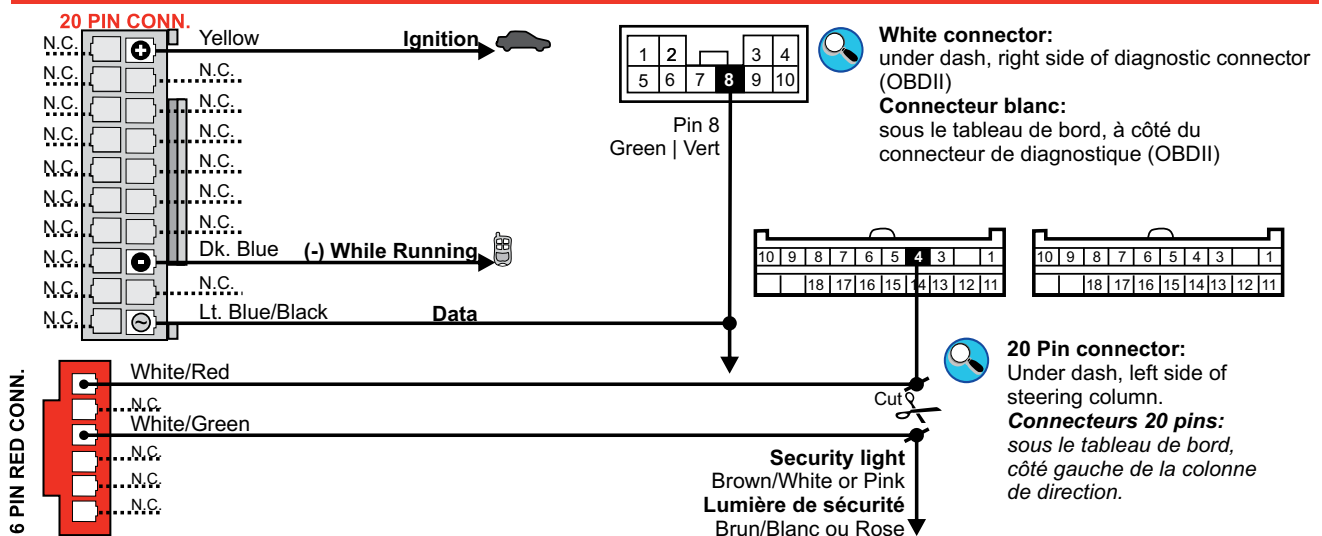 20 PIN CONN.
N.C. Yellow Ignition
N.C. N.C.
N.C. N.C.
N.C. N.C.
N.C. N.C.
N.C. N.C.
N.C. N.C.
N.C. Dk. Blue (-) While Running
N.C. N.C.
N.C. Lt. Blue/Black Data
1 2 3 4
5 6 7 8 9 10
Pin 8
Green | Vert
White connector:
under dash, right side of diagnostic connector
(OBDII)
Connecteur blanc:
sous le tableau de bord, à côté du
connecteur de diagnostique (OBDII)
10 9 8 7 6 5 4 3 1
18 17 16 15 14 13 12 11
10 9 8 7 6 5 4 3 1
18 17 16 15 14 13 12 11
20 Pin connector:
Under dash, left side of
steering column.
Connecteurs 20 pins:
sous le tableau de bord,
côté gauche de la colonne
de direction.
6 PIN RED CONN.
White/Red
N.C.
White/Green
N.C.
N.C.
N.C.
Cut
Security light
Brown/White or Pink
Lumière de sécurité
Brun/Blanc ou Rose